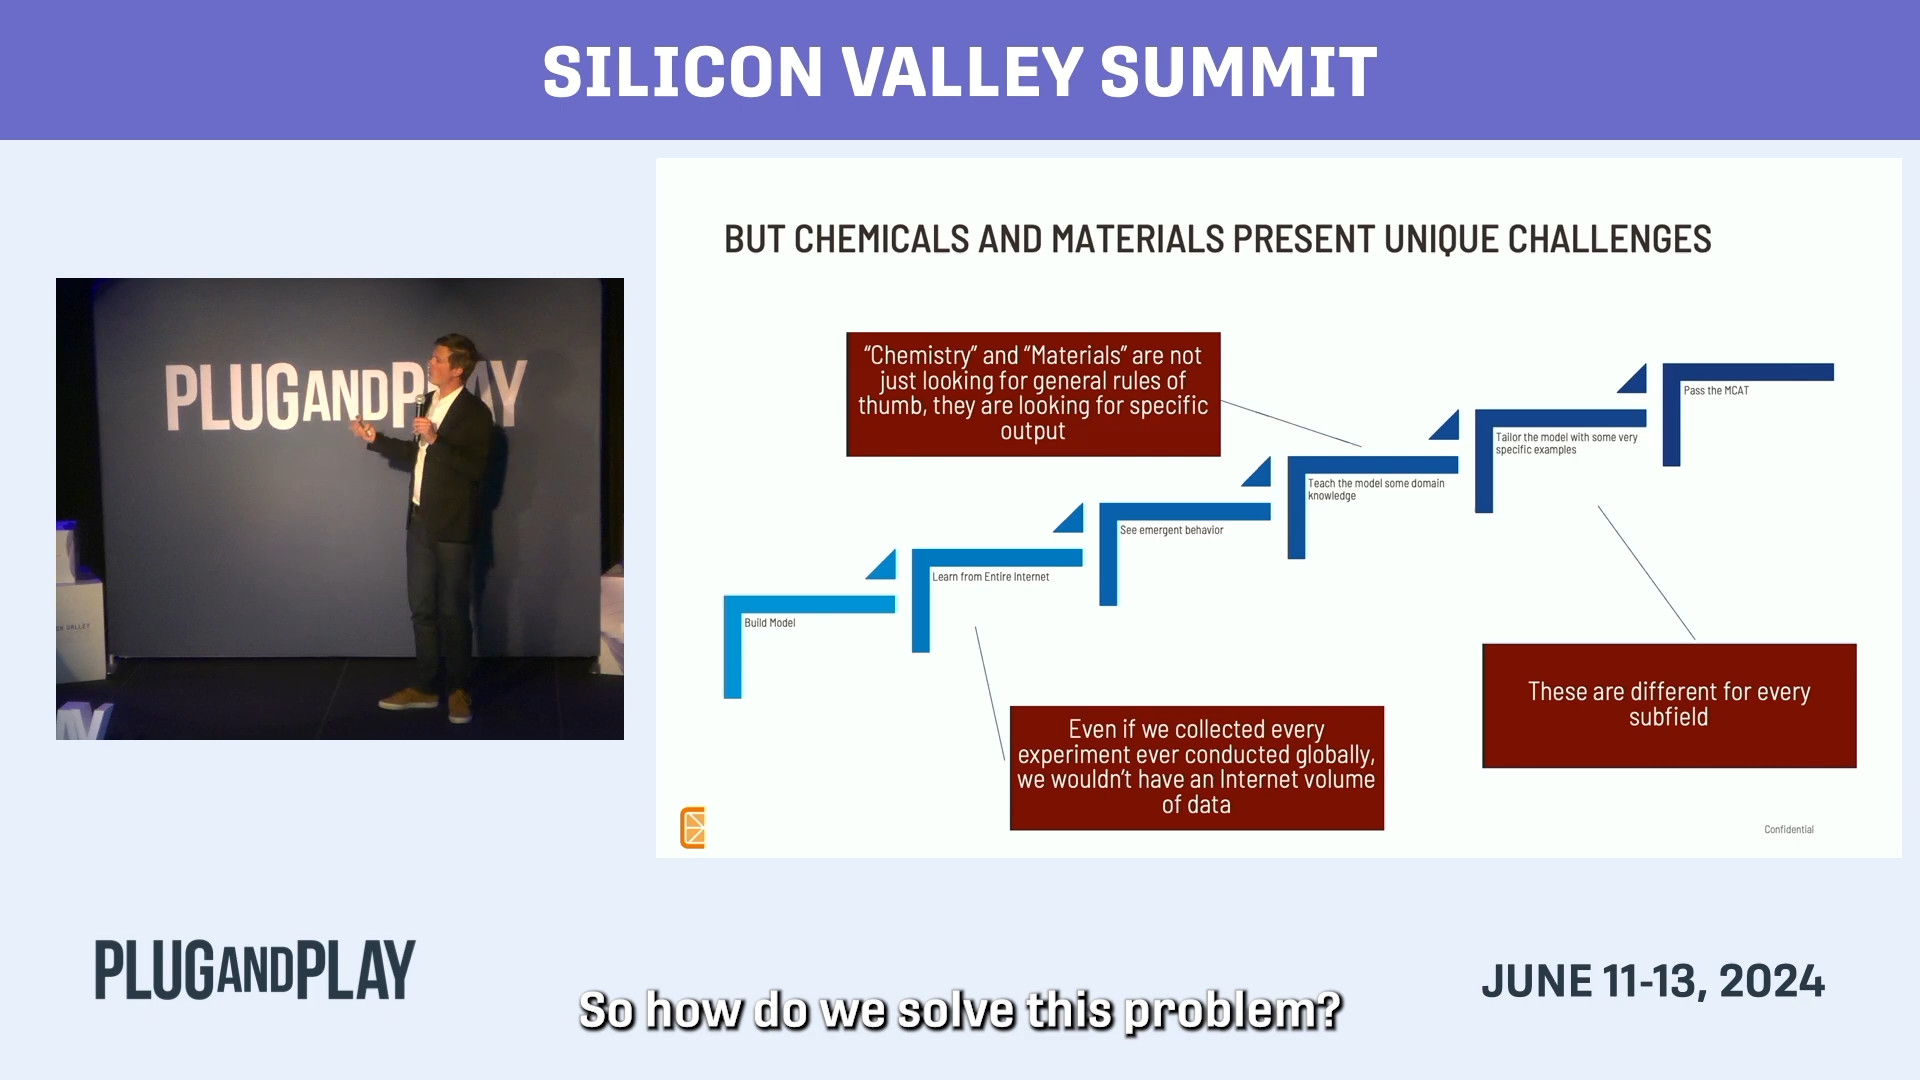 SILICON VALLEY SUMMIT
PLUGANDPLAY
ON VALLEY
BUT CHEMICALS AND MATERIALS PRESENT UNIQUE CHALLENGES
“Chemistry” and “Materials” are not
just looking for general rules of
thumb, they are looking for specific
output
Pass the MCAT
Tailor the model with some very
specific examples
Teach the model some domain
knowledge
See emergent behavior
Learn from Entire Internet
Build Model
These are different for every
subfield
Even if we collected every
experiment ever conducted globally,
we wouldn’t have an Internet volume
of data
Confidential
PLUGANDPLAY
So how do we solve this problem?
JUNE 11-13, 2024